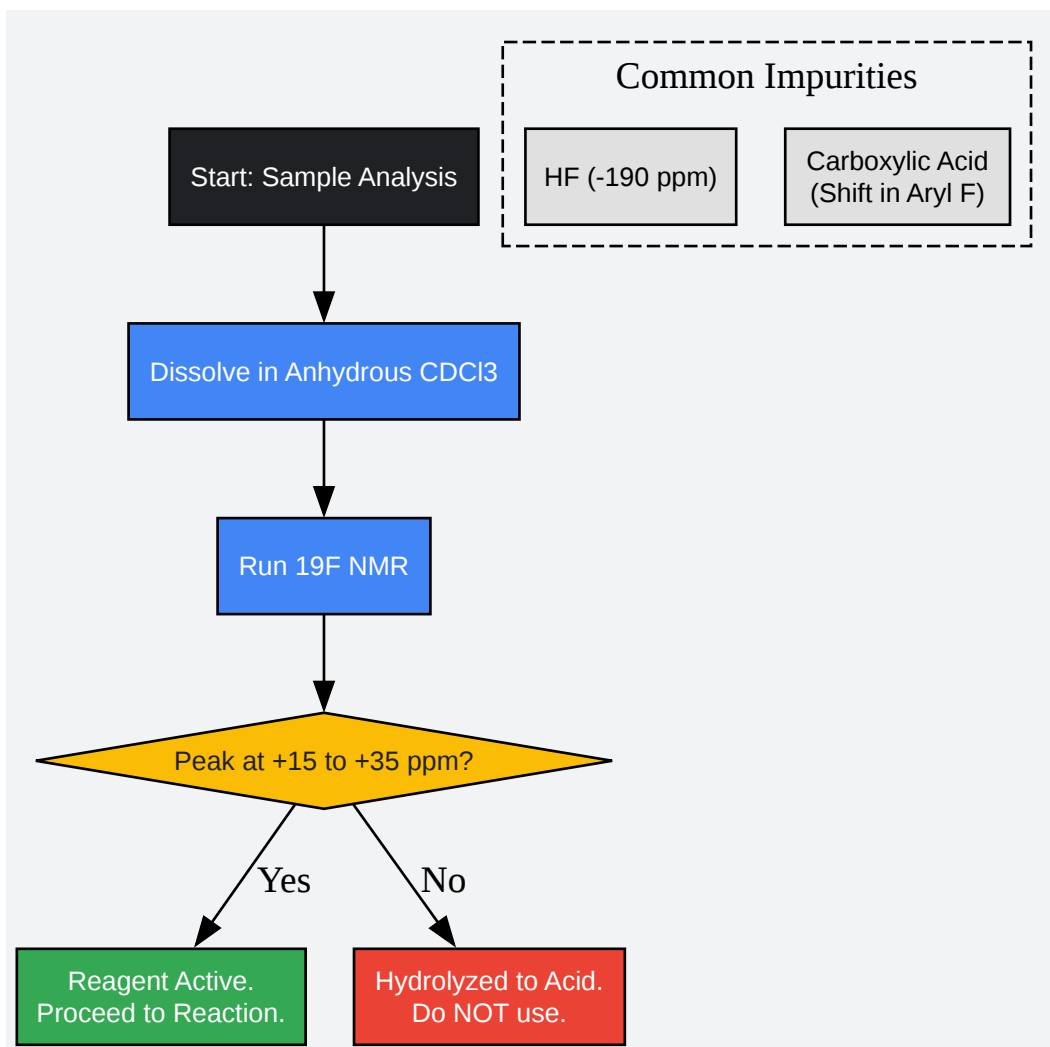 Common Impurities
Start: Sample Analysis
HF (-190 ppm)
Carboxylic Acid
(Shift in Aryl F)
Dissolve in Anhydrous CDCl3
Run 19F NMR
Peak at +15 to +35 ppm?
Yes
No
Reagent Active.
Proceed to Reaction.
Hydrolyzed to Acid.
Do NOT use.